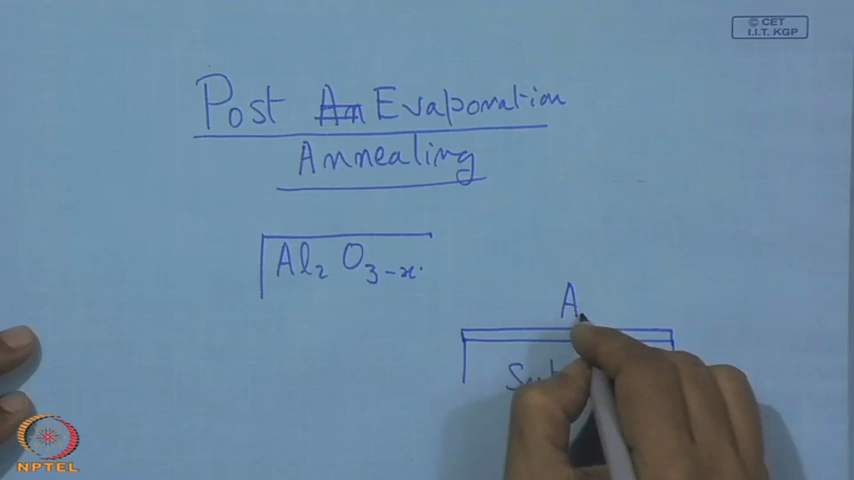 © CET
I.I.T. KGP
Post Evaporation
Annealing
Al₂ O₃₋ₓ.
A
NPTEL